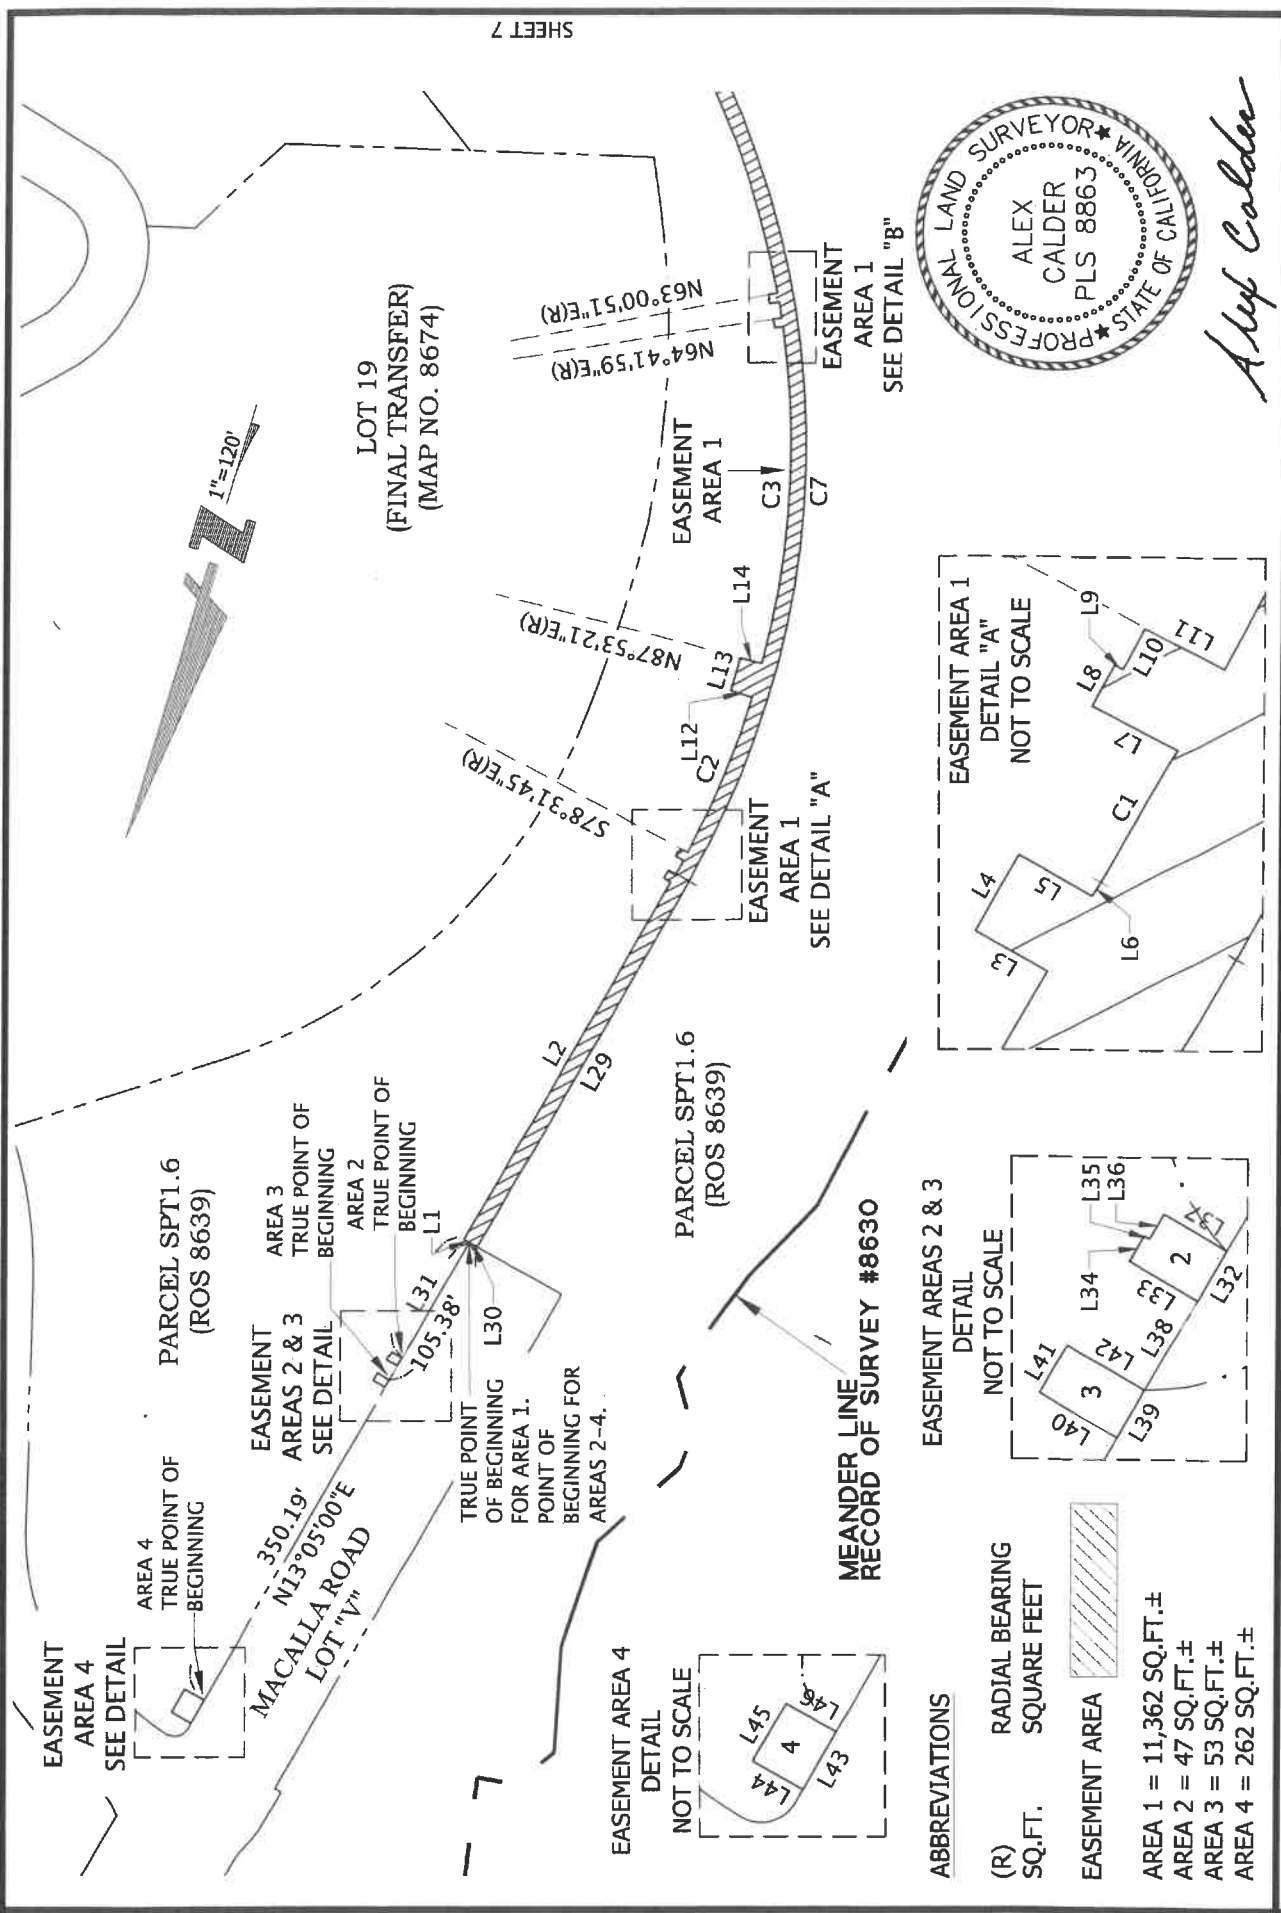 SHEET 7
1"=120'
Z
LOT 19
(FINAL TRANSFER)
(MAP NO. 8674)
PARCEL SPT1.6
(ROS 8639)
EASEMENT
AREA 4
SEE DETAIL
AREA 4
TRUE POINT OF
BEGINNING
350.19'
N13°05'00"E
MACALLA ROAD
LOT "V"
EASEMENT
AREAS 2 & 3
SEE DETAIL
AREA 3
TRUE POINT OF
BEGINNING
AREA 2
TRUE POINT OF
BEGINNING
L1
L31
105.38'
L30
TRUE POINT
OF BEGINNING
FOR AREA 1.
POINT OF
BEGINNING FOR
AREAS 2-4.
L2
L29
PARCEL SPT1.6
(ROS 8639)
S78°31'45"E(R)
N87°53'21"E(R)
N64°41'59"E(R)
N63°00'51"E(R)
EASEMENT
AREA 1
SEE DETAIL "A"
C2
L12
L13
L14
EASEMENT
AREA 1
C3
C7
EASEMENT
AREA 1
SEE DETAIL "B"
MEANDER LINE
RECORD OF SURVEY #8630
EASEMENT AREA 4
DETAIL
NOT TO SCALE
L45
L46
4
L44
L43
EASEMENT AREAS 2 & 3
DETAIL
NOT TO SCALE
L41
L42
3
L40
L39
L38
L34
L33
L35
L36
L37
2
L32
EASEMENT AREA 1
DETAIL "A"
NOT TO SCALE
L3
L4
L5
L6
C1
L7
L8
L9
L10
L11
ABBREVIATIONS
(R) RADIAL BEARING
SQ.FT. SQUARE FEET
EASEMENT AREA
AREA 1 = 11,362 SQ.FT.±
AREA 2 = 47 SQ.FT.±
AREA 3 = 53 SQ.FT.±
AREA 4 = 262 SQ.FT.±
PROFESSIONAL LAND SURVEYOR
ALEX
CALDER
PLS 8863
STATE OF CALIFORNIA
Alex Calder